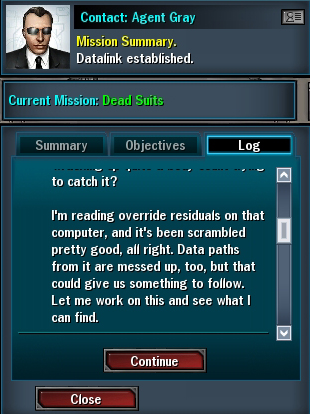 Contact: Agent Gray
Mission Summary.
Datalink established.
Current Mission: Dead Suits
Summary
Objectives
Log
to catch it?
I'm reading override residuals on that
computer, and it's been scrambled
pretty good, all right. Data paths
from it are messed up, too, but that
could give us something to follow.
Let me work on this and see what I
can find.
Continue
Close